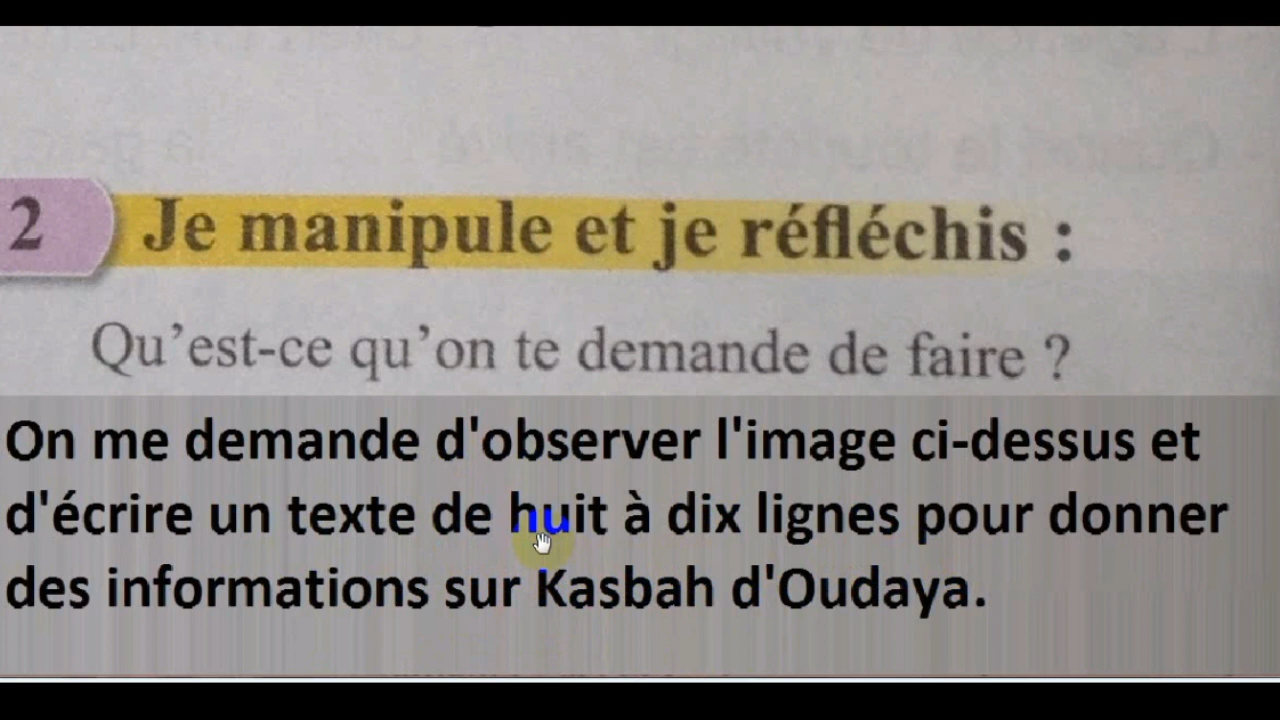 2 Je manipule et je réfléchis :
Qu'est-ce qu'on te demande de faire ?
On me demande d'observer l'image ci-dessus et
d'écrire un texte de huit à dix lignes pour donner
des informations sur Kasbah d'Oudaya.